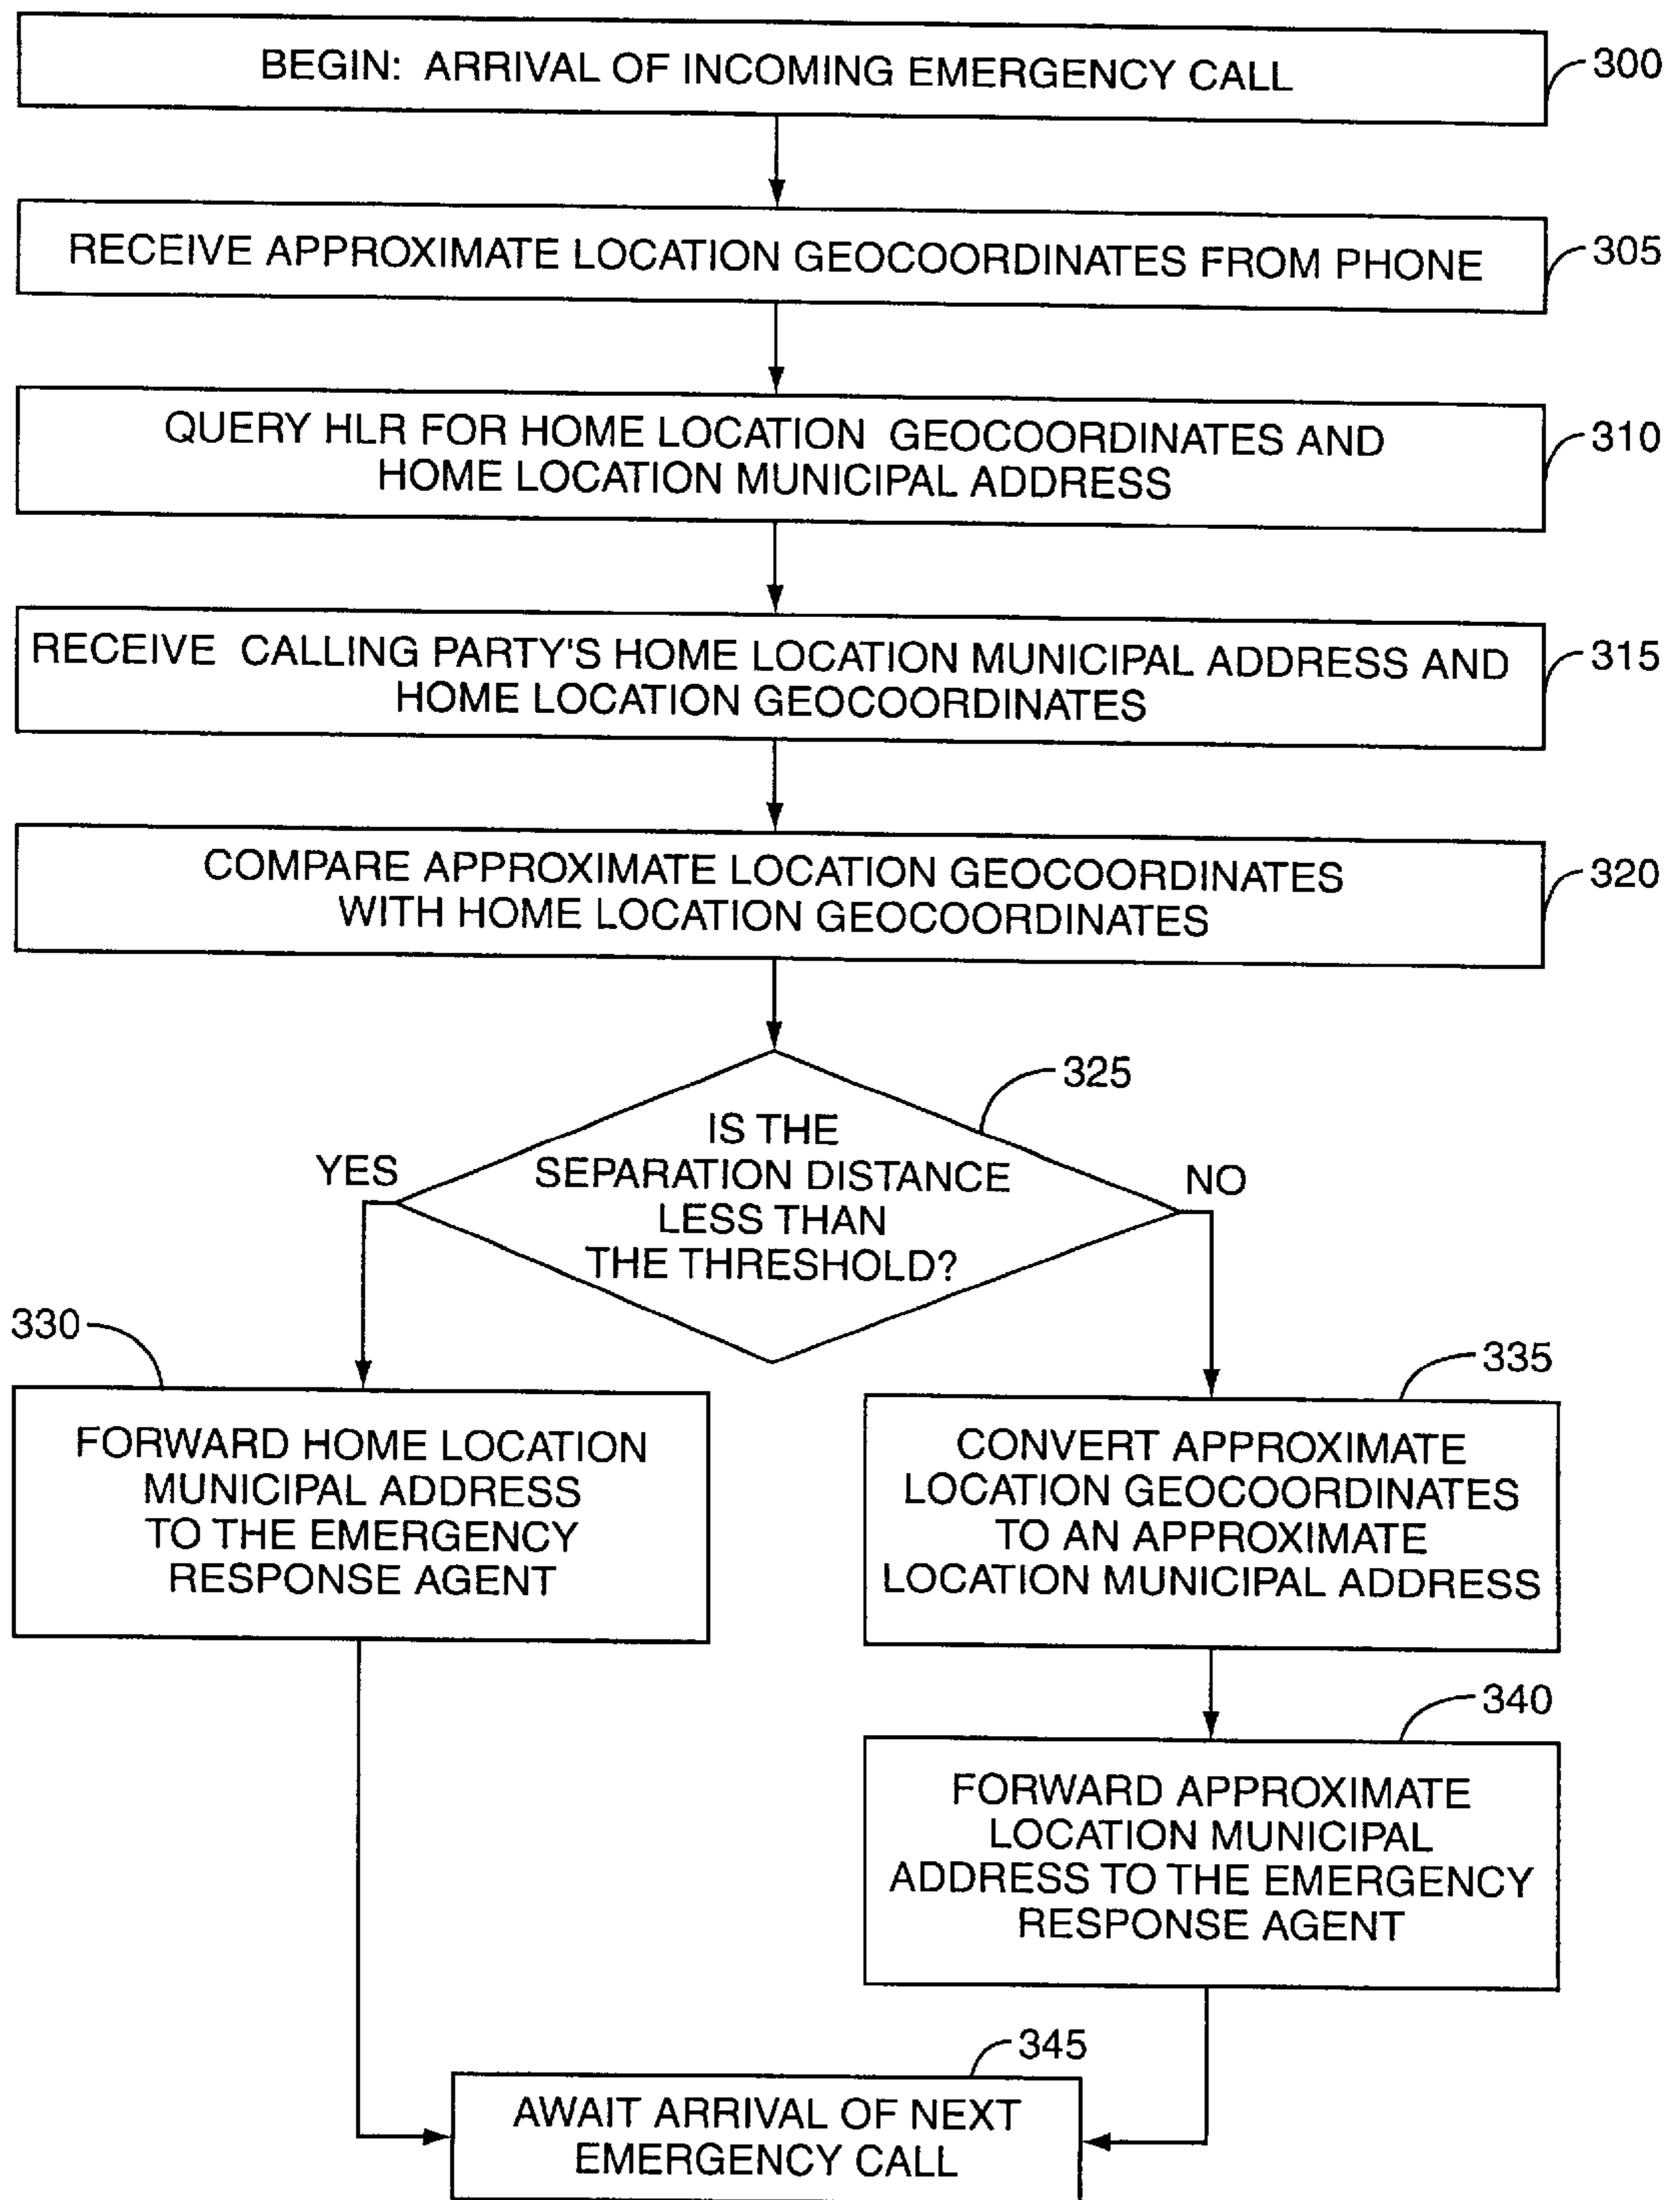 BEGIN: ARRIVAL OF INCOMING EMERGENCY CALL
300
RECEIVE APPROXIMATE LOCATION GEOCOORDINATES FROM PHONE
305
QUERY HLR FOR HOME LOCATION GEOCOORDINATES AND
HOME LOCATION MUNICIPAL ADDRESS
310
RECEIVE CALLING PARTY'S HOME LOCATION MUNICIPAL ADDRESS AND
HOME LOCATION GEOCOORDINATES
315
COMPARE APPROXIMATE LOCATION GEOCOORDINATES
WITH HOME LOCATION GEOCOORDINATES
320
325
IS THE
SEPARATION DISTANCE
LESS THAN
THE THRESHOLD?
YES
NO
330
FORWARD HOME LOCATION
MUNICIPAL ADDRESS
TO THE EMERGENCY
RESPONSE AGENT
335
CONVERT APPROXIMATE
LOCATION GEOCOORDINATES
TO AN APPROXIMATE
LOCATION MUNICIPAL ADDRESS
340
FORWARD APPROXIMATE
LOCATION MUNICIPAL
ADDRESS TO THE EMERGENCY
RESPONSE AGENT
345
AWAIT ARRIVAL OF NEXT
EMERGENCY CALL